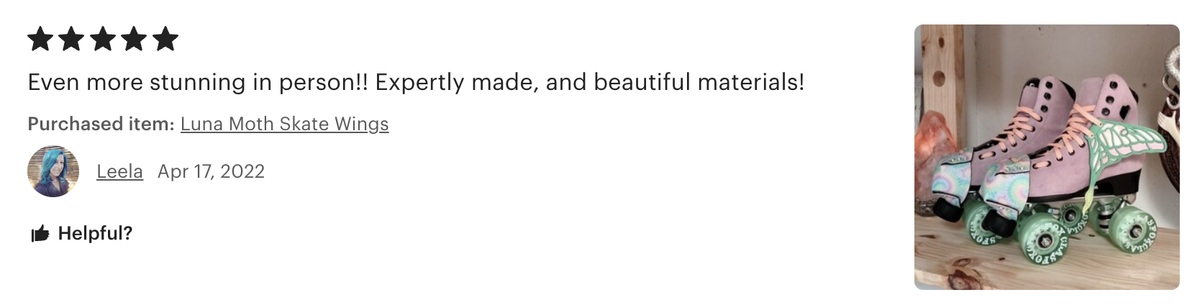 Even more stunning in person!! Expertly made, and beautiful materials!
Purchased item: Luna Moth Skate Wings
Leela Apr 17, 2022
Helpful?